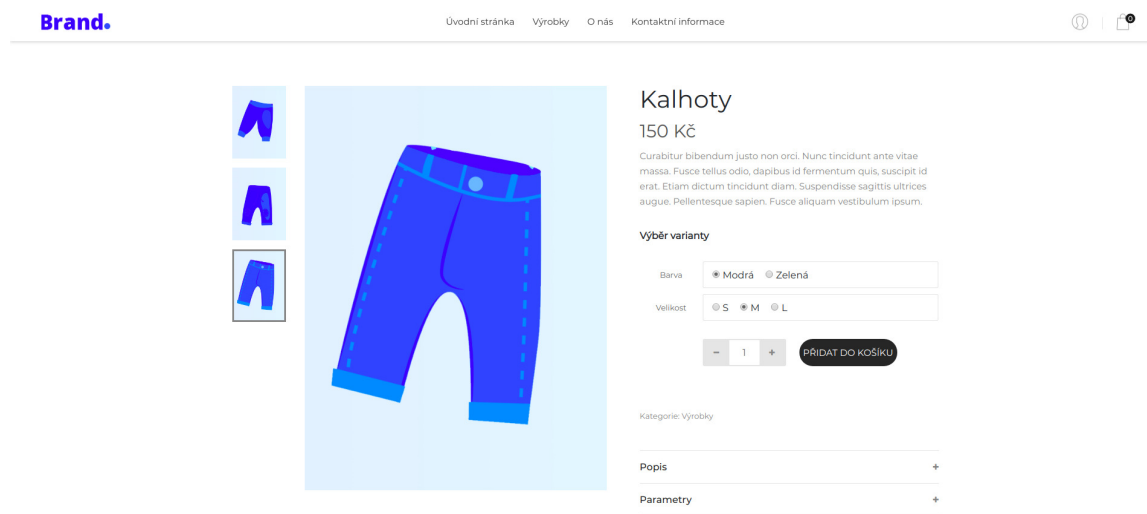 Brand.
Úvodní stránka Výrobky O nás Kontaktní informace
0
Kalhoty
150 Kč
Curabitur bibendum justo non orci. Nunc tincidunt ante vitae
massa. Fusce tellus odio, dapibus id fermentum quis, suscipit id
erat. Etiam dictum tincidunt diam. Suspendisse sagittis ultrices
augue. Pellentesque sapien. Fusce aliquam vestibulum ipsum.
Výběr varianty
Barva Modrá Zelená
Velikost S M L
− 1 + PŘIDAT DO KOŠÍKU
Kategorie: Výrobky
Popis +
Parametry +